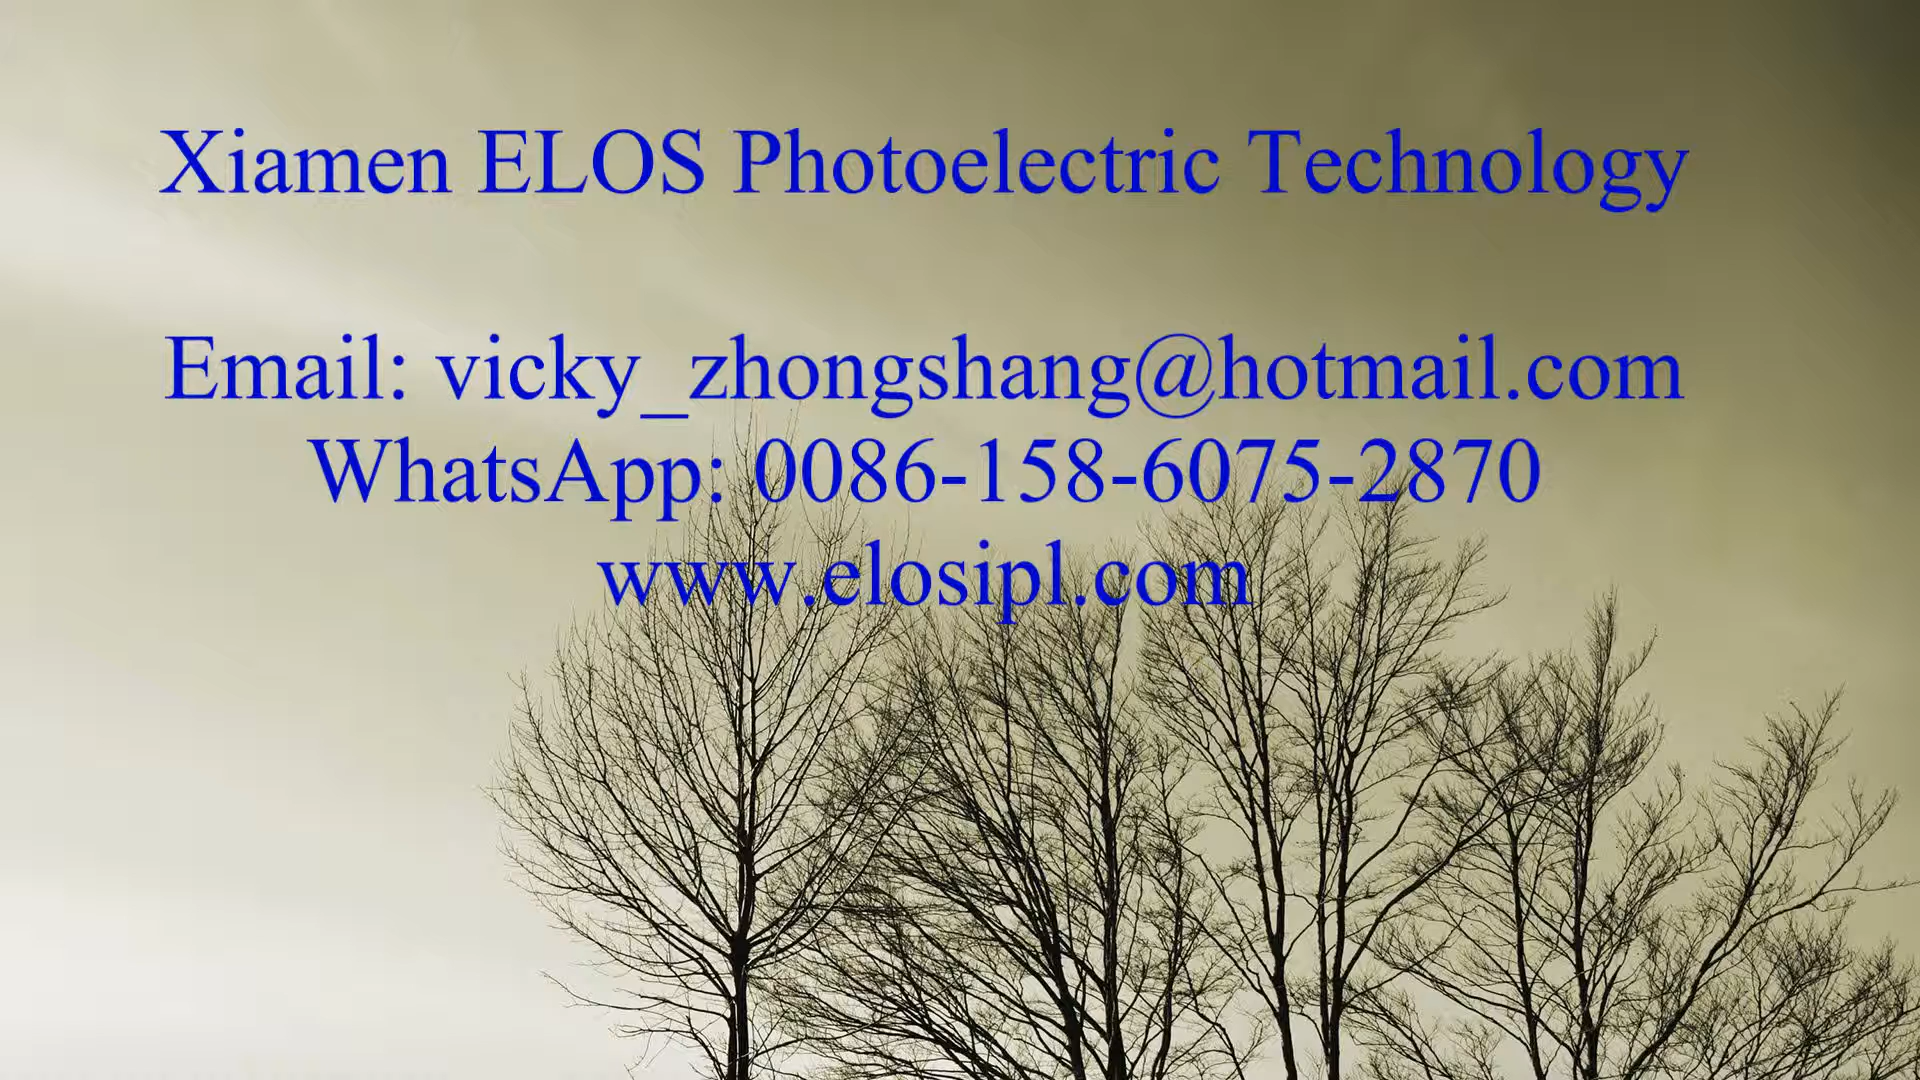 Xiamen ELOS Photoelectric Technology
Email: vicky_zhongshang@hotmail.com
WhatsApp: 0086-158-6075-2870
www.elosipl.com